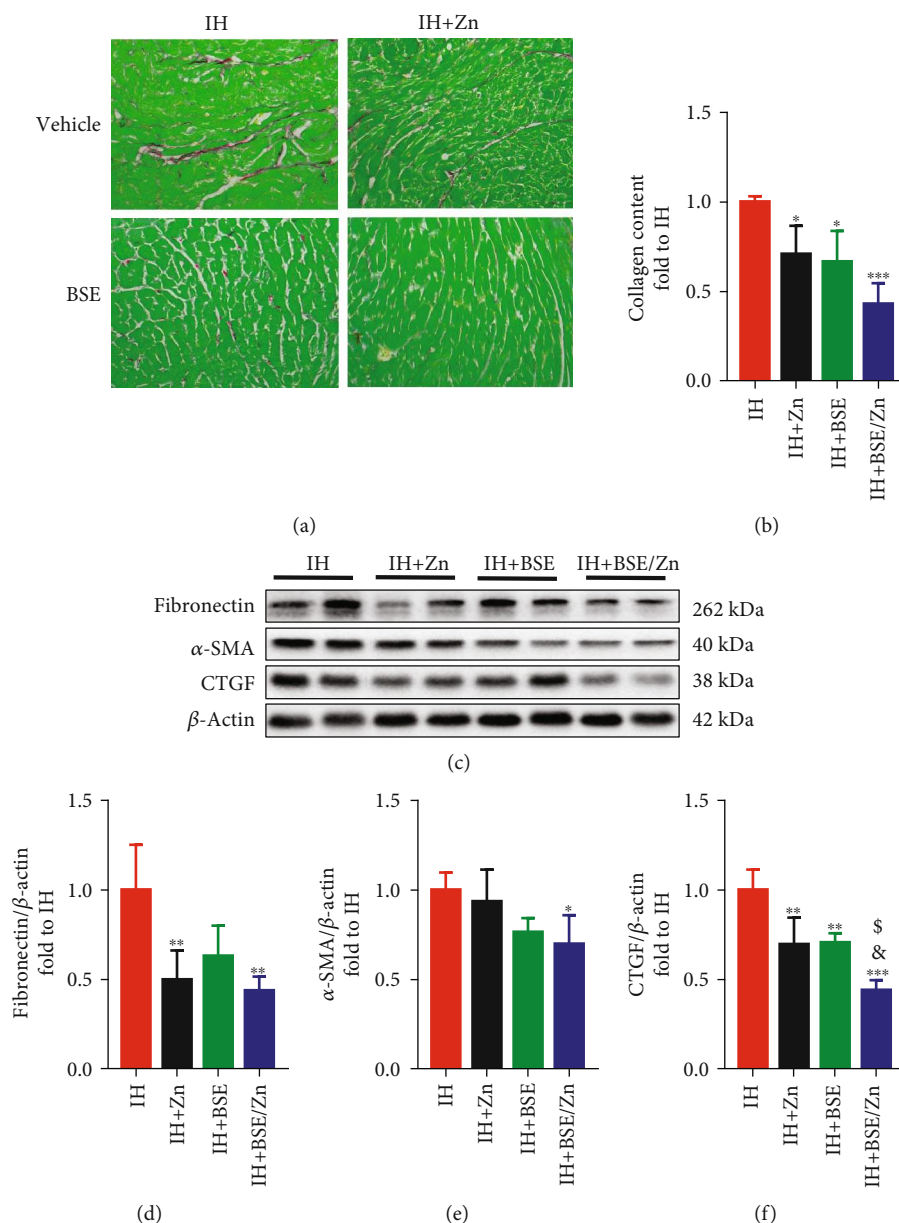 IH
IH+Zn
Vehicle
BSE
(a)
Collagen content
fold to IH
1.5
1.0
0.5
0.0
*
*
***
IH
IH+Zn
IH+BSE
IH+BSE/Zn
(b)
IH
IH+Zn
IH+BSE
IH+BSE/Zn
Fibronectin
262 kDa
α-SMA
40 kDa
CTGF
38 kDa
β-Actin
42 kDa
(c)
Fibronectin/β-actin
fold to IH
1.5
1.0
0.5
0.0
**
**
IH
IH+Zn
IH+BSE
IH+BSE/Zn
(d)
α-SMA/β-actin
fold to IH
1.5
1.0
0.5
0.0
*
IH
IH+Zn
IH+BSE
IH+BSE/Zn
(e)
CTGF/β-actin
fold to IH
1.5
1.0
0.5
0.0
**
**
$
&
***
IH
IH+Zn
IH+BSE
IH+BSE/Zn
(f)